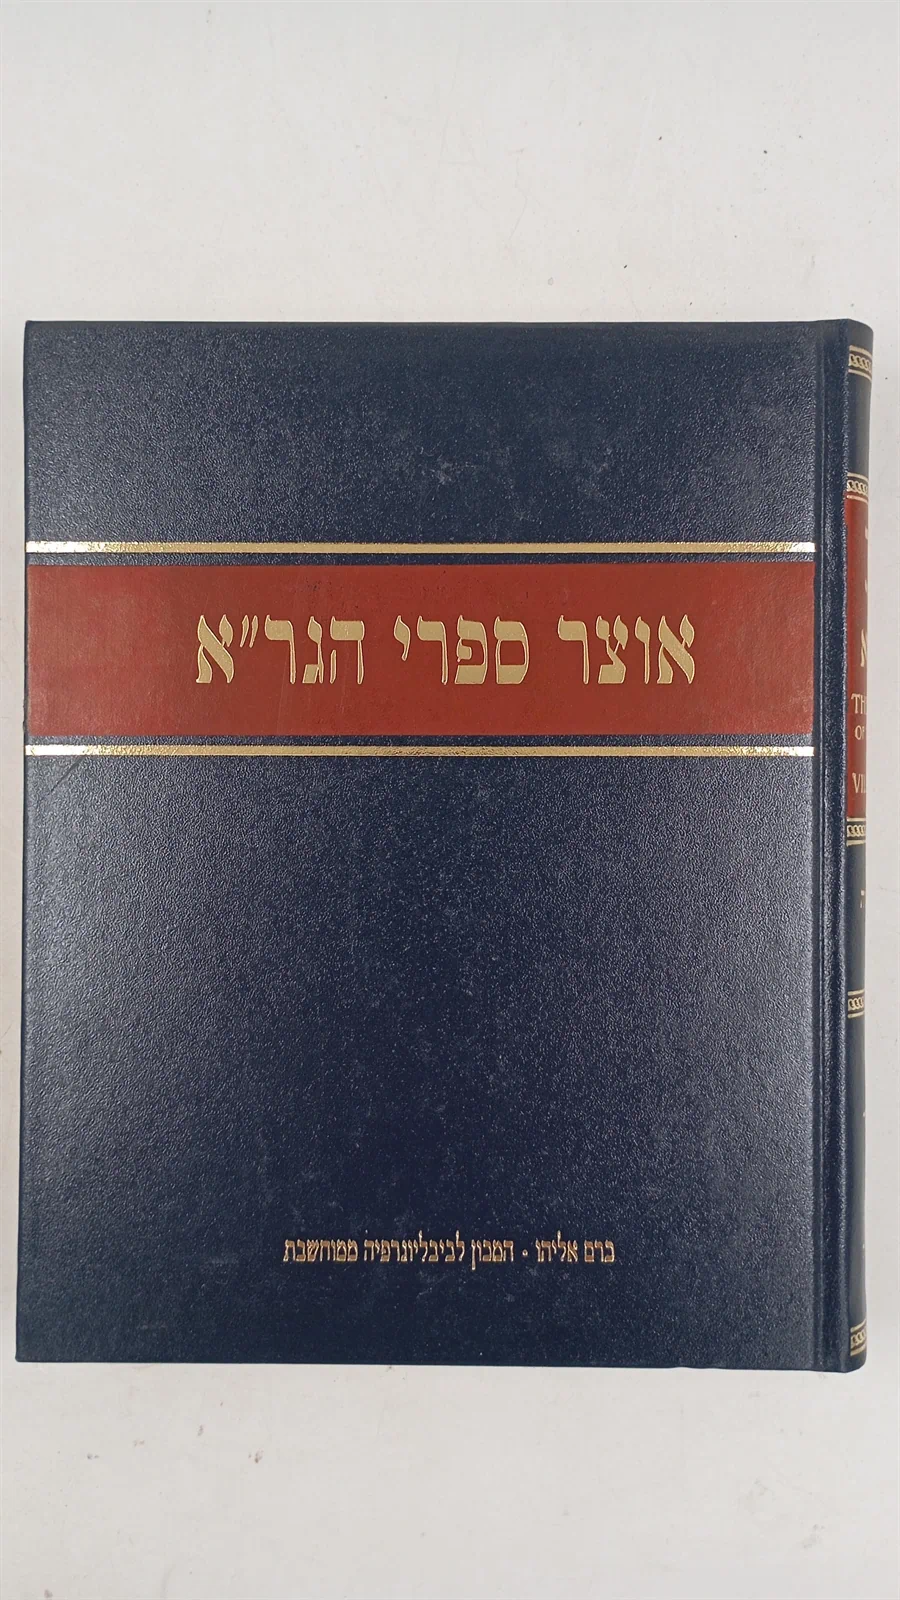 אוצר ספרי הגר״א
כרם אליהו • המכון לביבליוגרפיה ממוחשבת